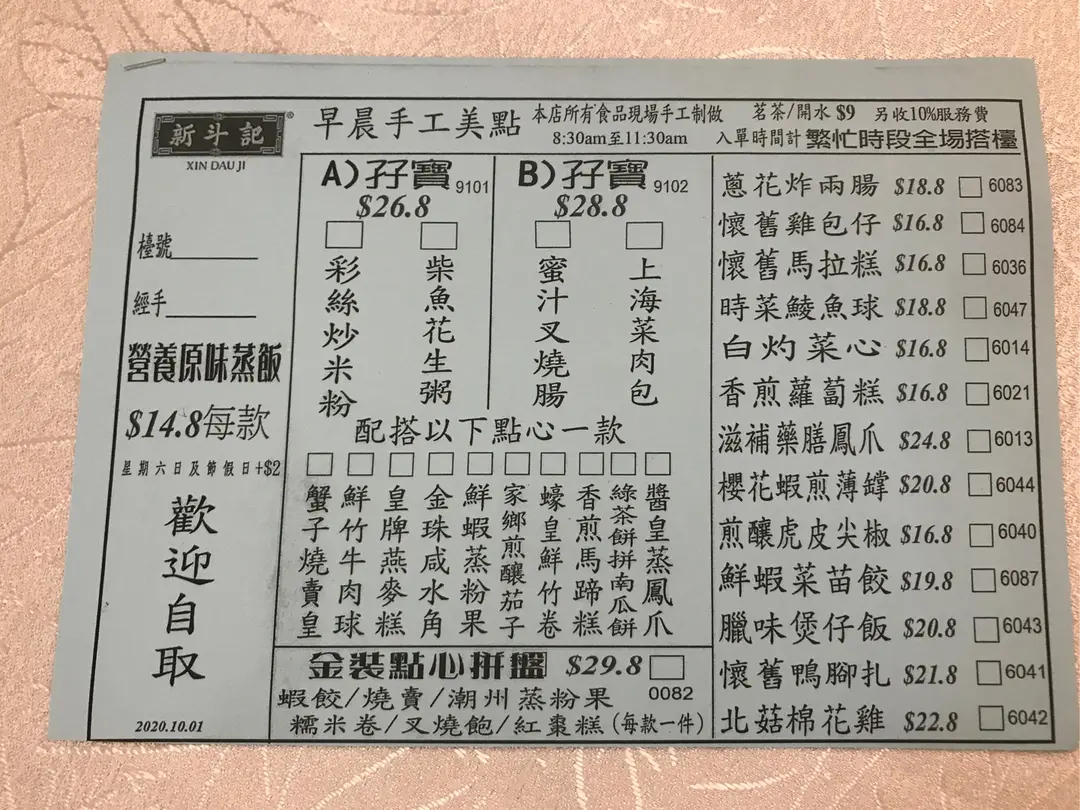 新斗記®
XIN DAU JI
早晨手工美點
本店所有食品現場手工制做
8:30am至11:30am
茗茶/開水 $9 另收10%服務費
入單時間計 繁忙時段全場搭檯
檯號
經手
營養原味蒸飯
$14.8每款
星期六日及節假日+$2
歡迎自取
2020.10.01
A)孖寶 9101
$26.8
彩絲炒米粉
柴魚花生粥
B)孖寶 9102
$28.8
蜜汁叉燒腸
上海菜肉包
配搭以下點心一款
蟹子燒賣皇
鮮竹牛肉球
皇牌燕麥糕
金珠咸水角
鮮蝦蒸粉果
家鄉煎釀茄子
蠔皇鮮竹卷
香煎馬蹄糕
綠茶餅拼南瓜餅
醬皇蒸鳳爪
金裝點心拼盤 $29.8
0082
蝦餃/燒賣/潮州蒸粉果
糯米卷/叉燒飽/紅棗糕(每款一件)
蔥花炸兩腸 $18.8 6083
懷舊雞包仔 $16.8 6084
懷舊馬拉糕 $16.8 6036
時菜鯪魚球 $18.8 6047
白灼菜心 $16.8 6014
香煎蘿蔔糕 $16.8 6021
滋補藥膳鳳爪 $24.8 6013
櫻花蝦煎薄罉 $20.8 6044
煎釀虎皮尖椒 $16.8 6040
鮮蝦菜苗餃 $19.8 6087
臘味煲仔飯 $20.8 6043
懷舊鴨腳扎 $21.8 6041
北菇棉花雞 $22.8 6042